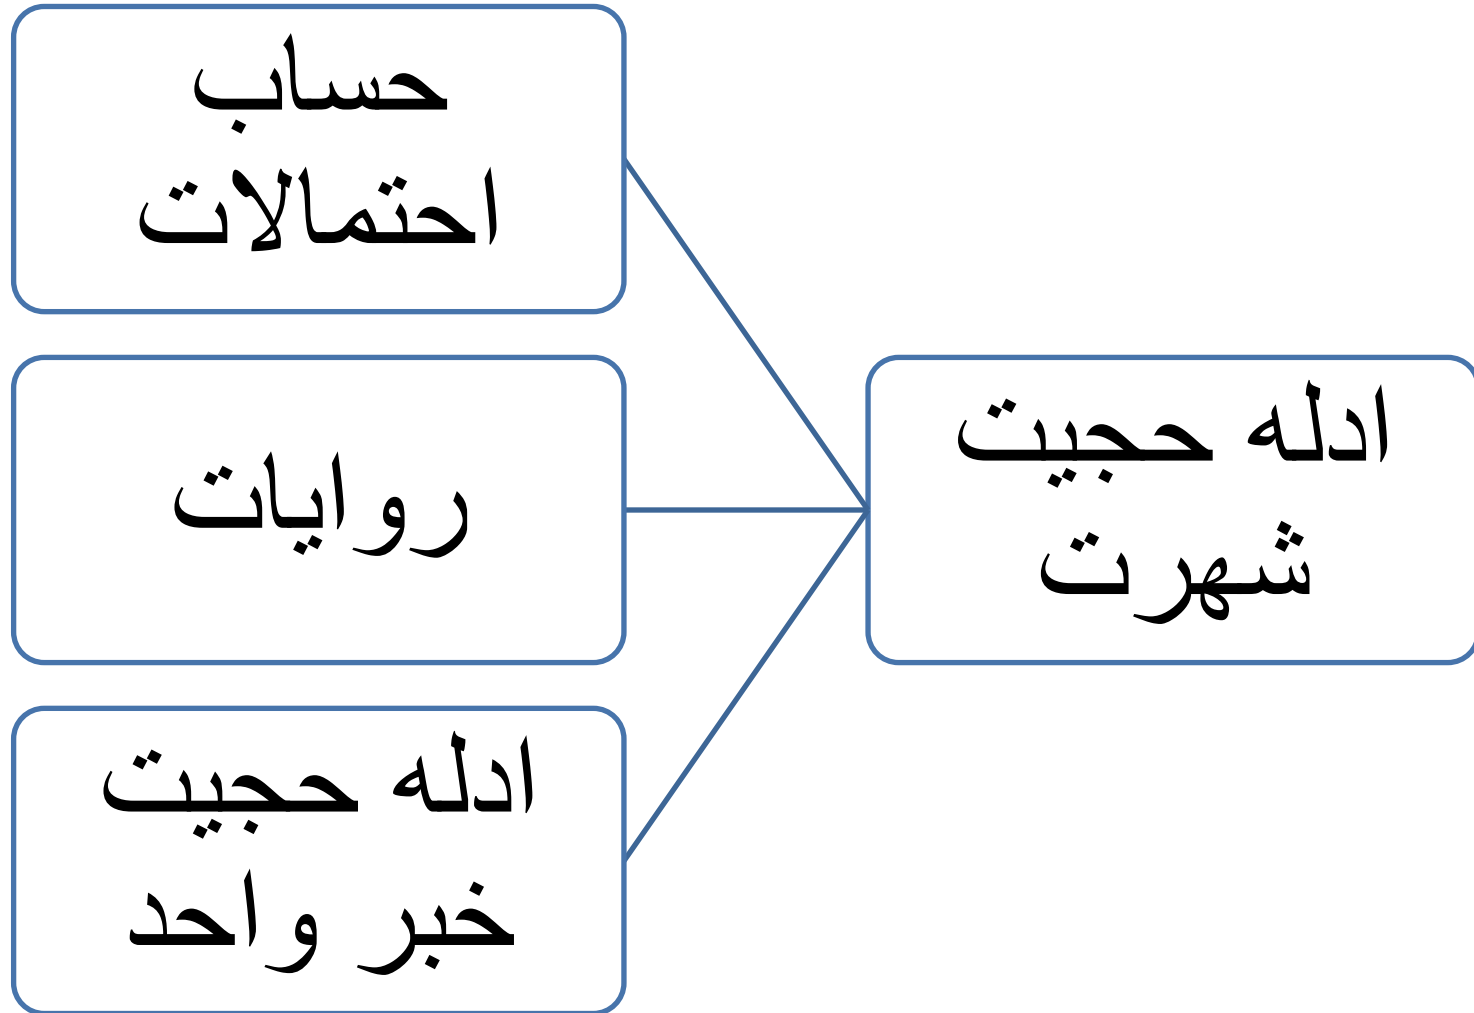 ادله حجیت
شهرت
حساب
احتمالات
روایات
ادله حجیت
خبر واحد